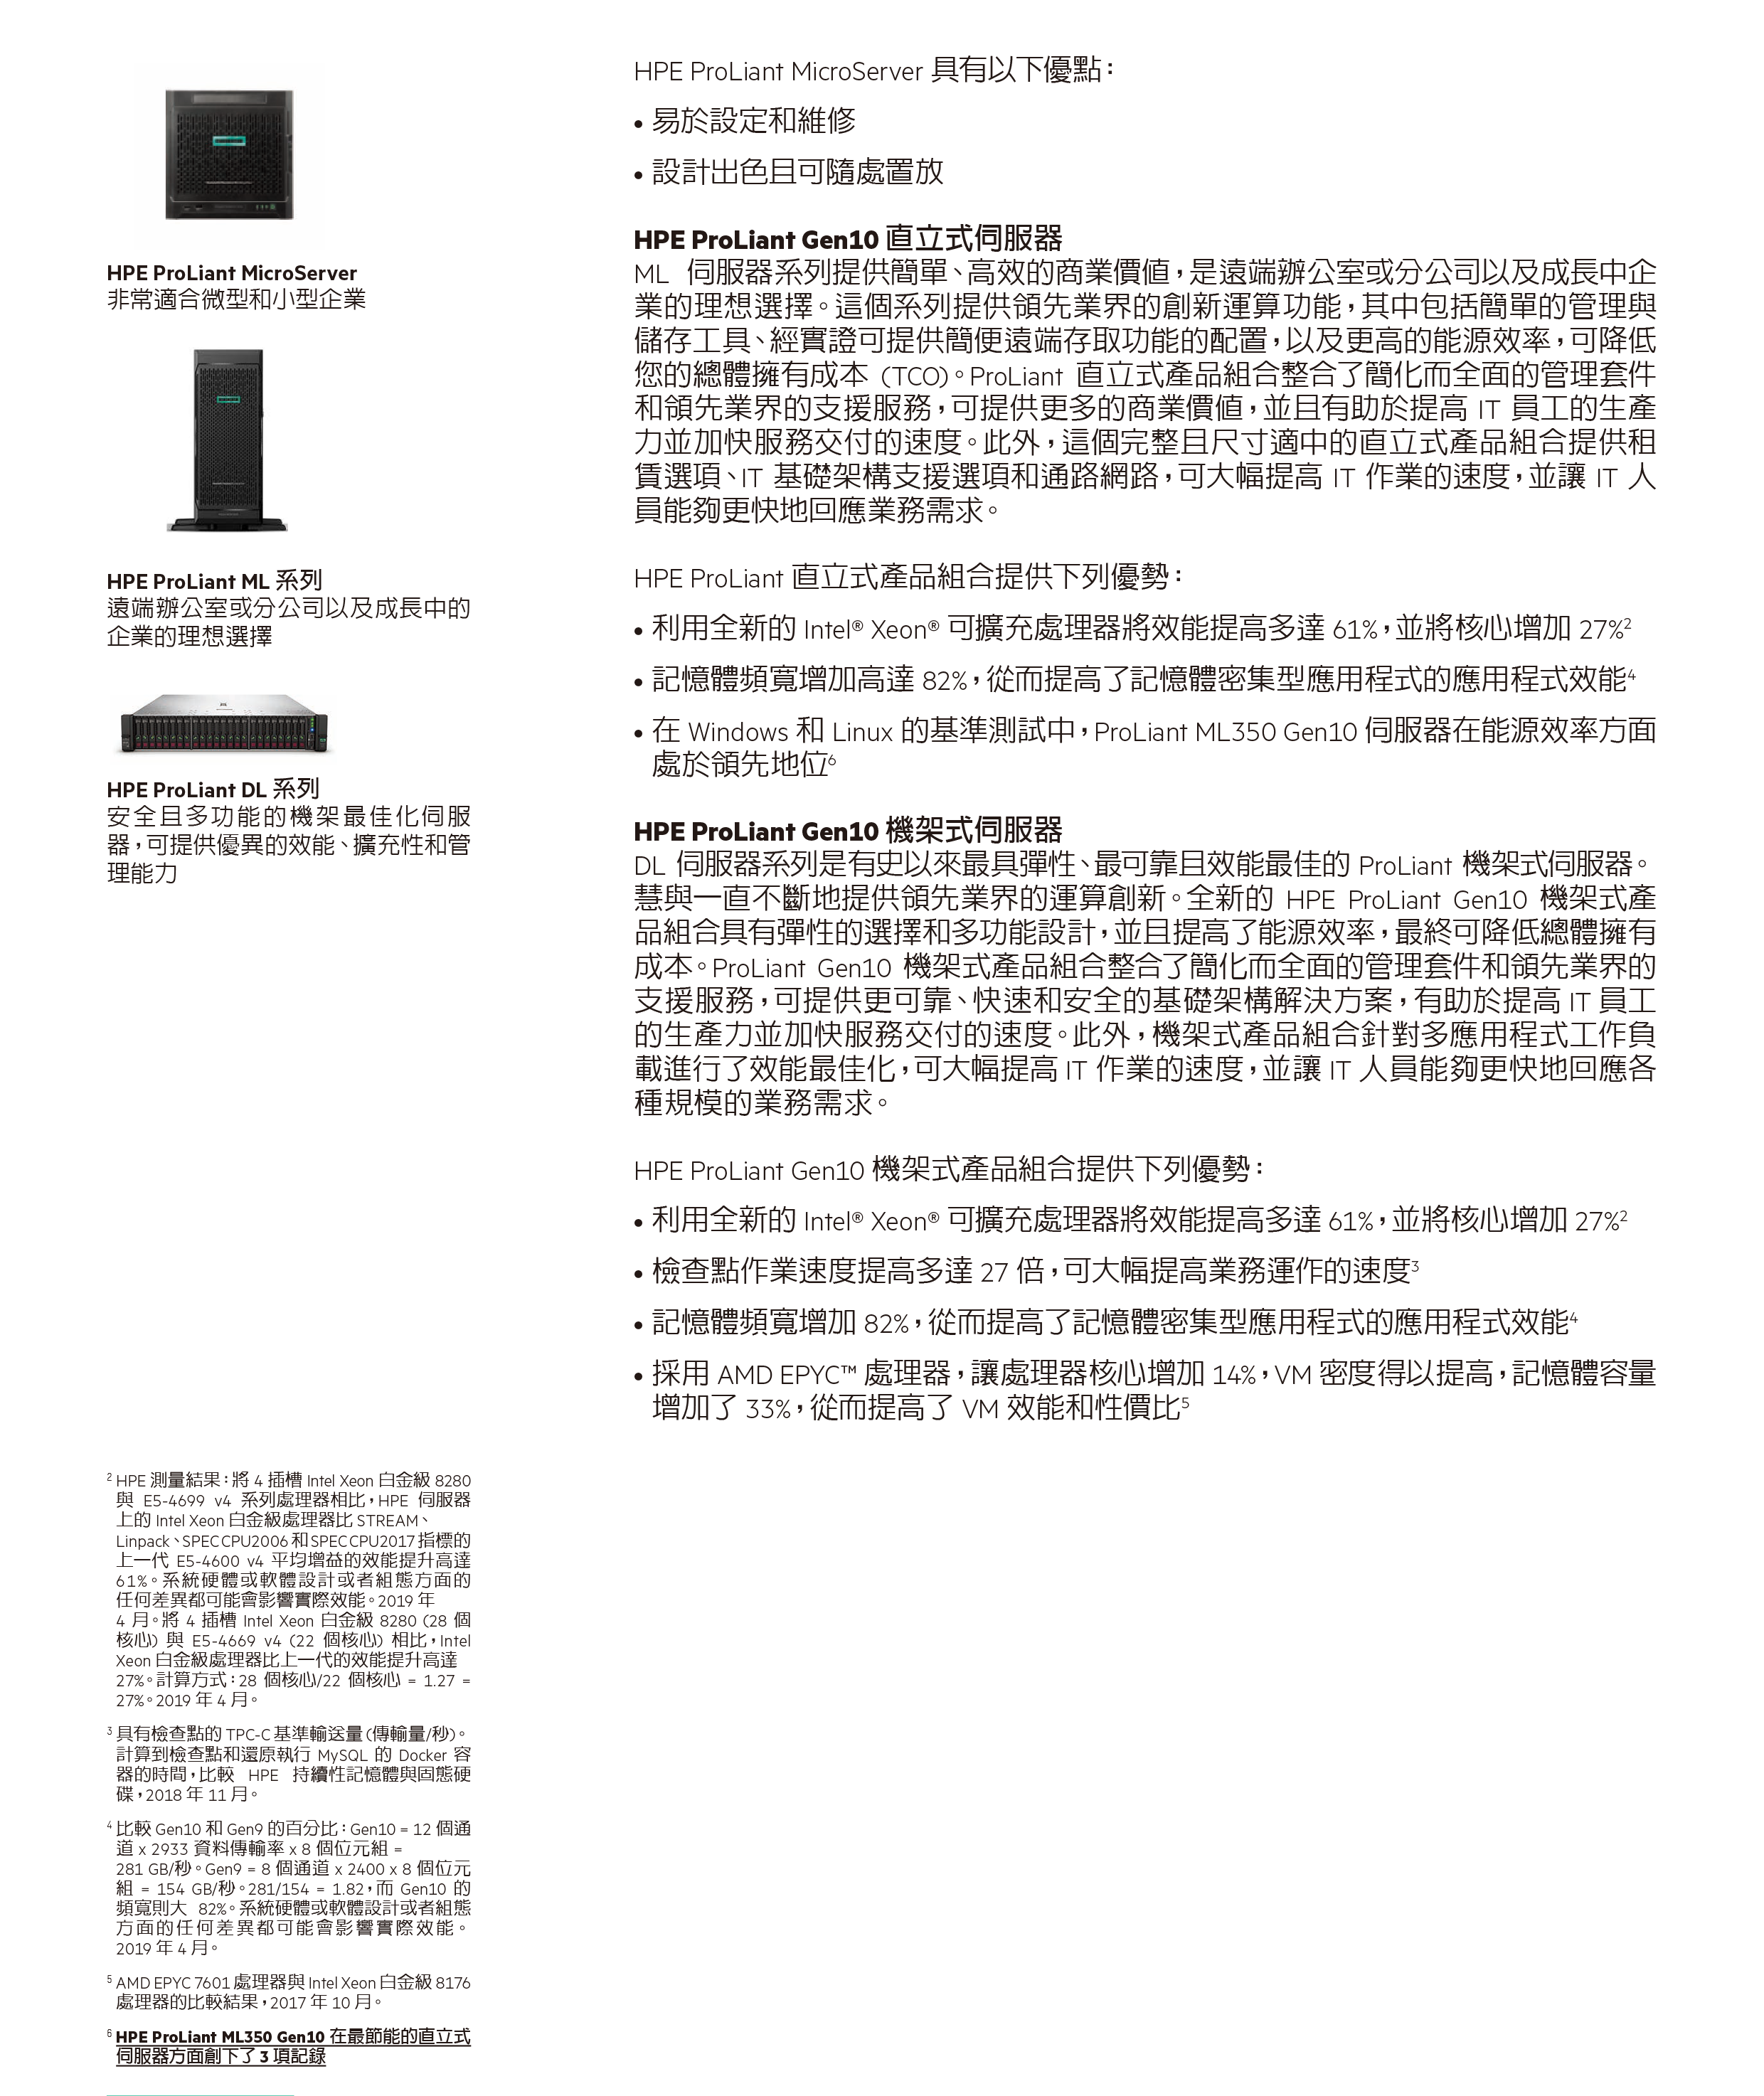 HPE ProLiant MicroServer
非常適合微型和小型企業
HPE ProLiant ML 系列
遠端辦公室或分公司以及成長中的
企業的理想選擇
HPE ProLiant DL 系列
安全且多功能的機架最佳化伺服
器，可提供優異的效能、擴充性和管
理能力
HPE ProLiant MicroServer 具有以下優點：
• 易於設定和維修
• 設計出色且可隨處置放
HPE ProLiant Gen10 直立式伺服器
ML 伺服器系列提供簡單、高效的商業價值，是遠端辦公室或分公司以及成長中企
業的理想選擇。這個系列提供領先業界的創新運算功能，其中包括簡單的管理與
儲存工具、經實證可提供簡便遠端存取功能的配置，以及更高的能源效率，可降低
您的總體擁有成本 (TCO)。ProLiant 直立式產品組合整合了簡化而全面的管理套件
和領先業界的支援服務，可提供更多的商業價值，並且有助於提高 IT 員工的生產
力並加快服務交付的速度。此外，這個完整且尺寸適中的直立式產品組合提供租
賃選項、IT 基礎架構支援選項和通路網路，可大幅提高 IT 作業的速度，並讓 IT 人
員能夠更快地回應業務需求。
HPE ProLiant 直立式產品組合提供下列優勢：
• 利用全新的 Intel® Xeon® 可擴充處理器將效能提高多達 61%，並將核心增加 27%²
• 記憶體頻寬增加高達 82%，從而提高了記憶體密集型應用程式的應用程式效能⁴
• 在 Windows 和 Linux 的基準測試中，ProLiant ML350 Gen10 伺服器在能源效率方面
處於領先地位⁶
HPE ProLiant Gen10 機架式伺服器
DL 伺服器系列是有史以來最具彈性、最可靠且效能最佳的 ProLiant 機架式伺服器。
慧與一直不斷地提供領先業界的運算創新。全新的 HPE ProLiant Gen10 機架式產
品組合具有彈性的選擇和多功能設計，並且提高了能源效率，最終可降低總體擁有
成本。ProLiant Gen10 機架式產品組合整合了簡化而全面的管理套件和領先業界的
支援服務，可提供更可靠、快速和安全的基礎架構解決方案，有助於提高 IT 員工
的生產力並加快服務交付的速度。此外，機架式產品組合針對多應用程式工作負
載進行了效能最佳化，可大幅提高 IT 作業的速度，並讓 IT 人員能夠更快地回應各
種規模的業務需求。
HPE ProLiant Gen10 機架式產品組合提供下列優勢：
• 利用全新的 Intel® Xeon® 可擴充處理器將效能提高多達 61%，並將核心增加 27%²
• 檢查點作業速度提高多達 27 倍，可大幅提高業務運作的速度³
• 記憶體頻寬增加 82%，從而提高了記憶體密集型應用程式的應用程式效能⁴
• 採用 AMD EPYC™ 處理器，讓處理器核心增加 14%，VM 密度得以提高，記憶體容量
增加了 33%，從而提高了 VM 效能和性價比⁵
² HPE 測量結果：將 4 插槽 Intel Xeon 白金級 8280
與 E5-4699 v4 系列處理器相比，HPE 伺服器
上的 Intel Xeon 白金級處理器比 STREAM、
Linpack、SPECCPU2006 和 SPECCPU2017 指標的
上一代 E5-4600 v4 平均增益的效能提升高達
61%。系統硬體或軟體設計或者組態方面的
任何差異都可能會影響實際效能。2019 年
4 月。將 4 插槽 Intel Xeon 白金級 8280 (28 個
核心) 與 E5-4669 v4 (22 個核心) 相比，Intel
Xeon 白金級處理器比上一代的效能提升高達
27%。計算方式：28 個核心/22 個核心 = 1.27 =
27%。2019 年 4 月。
³ 具有檢查點的 TPC-C 基準輸送量 (傳輸量/秒)。
計算到檢查點和還原執行 MySQL 的 Docker 容
器的時間，比較 HPE 持續性記憶體與固態硬
碟，2018 年 11 月。
⁴ 比較 Gen10 和 Gen9 的百分比：Gen10 = 12 個通
道 x 2933 資料傳輸率 x 8 個位元組 =
281 GB/秒。Gen9 = 8 個通道 x 2400 x 8 個位元
組 = 154 GB/秒。281/154 = 1.82，而 Gen10 的
頻寬則大 82%。系統硬體或軟體設計或者組態
方面的任何差異都可能會影響實際效能。
2019 年 4 月。
⁵ AMD EPYC 7601 處理器與 Intel Xeon 白金級 8176
處理器的比較結果，2017 年 10 月。
⁶ HPE ProLiant ML350 Gen10 在最節能的直立式
伺服器方面創下了 3 項記錄